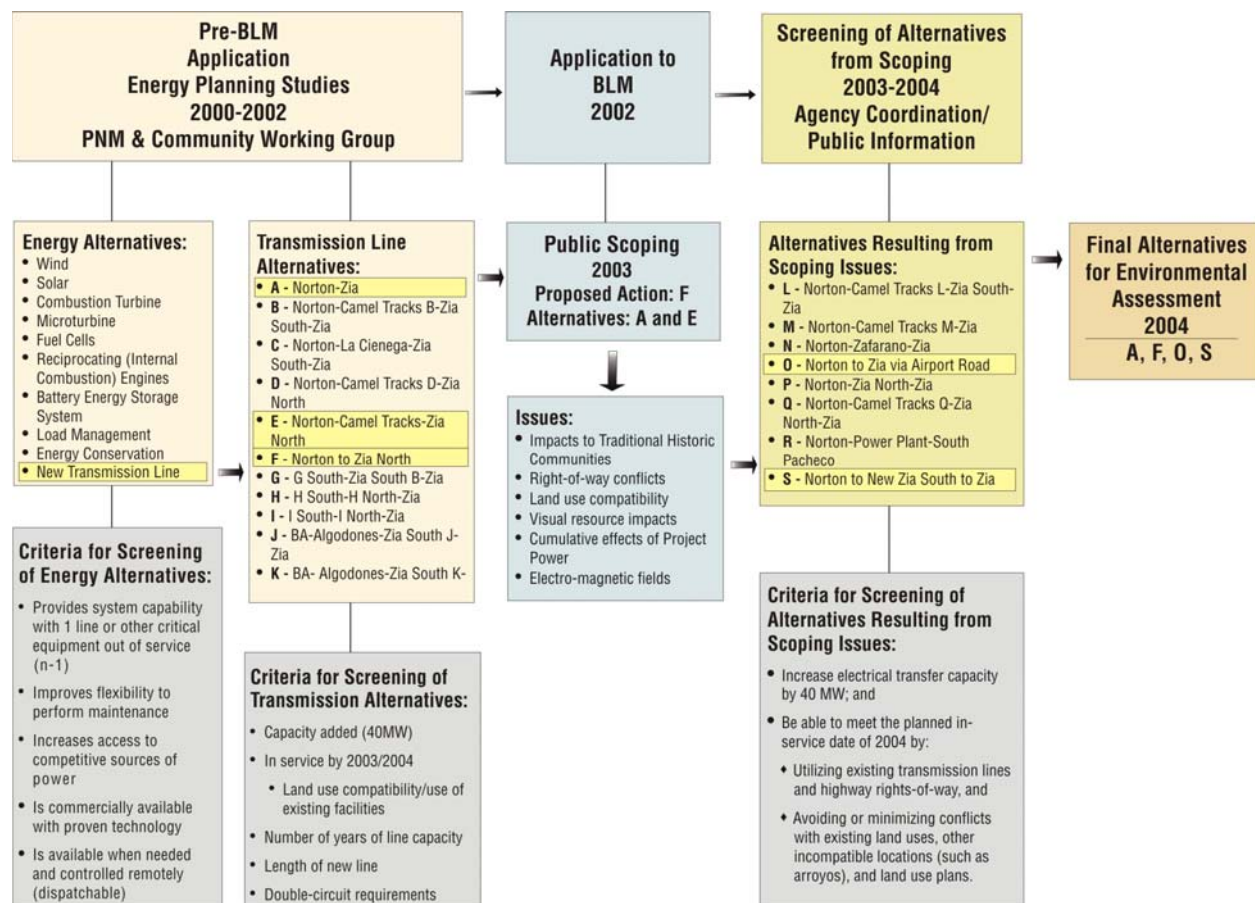 Pre-BLM
Application
Energy Planning Studies
2000-2002
PNM & Community Working Group
Application to
BLM
2002
Screening of Alternatives
from Scoping
2003-2004
Agency Coordination/
Public Information
Energy Alternatives:
• Wind
• Solar
• Combustion Turbine
• Microturbine
• Fuel Cells
• Reciprocating (Internal
Combustion) Engines
• Battery Energy Storage
System
• Load Management
• Energy Conservation
• New Transmission Line
Transmission Line
Alternatives:
• A - Norton-Zia
• B - Norton-Camel Tracks B-Zia
South-Zia
• C - Norton-La Cienega-Zia
South-Zia
• D - Norton-Camel Tracks D-Zia
North
• E - Norton-Camel Tracks-Zia
North
• F - Norton to Zia North
• G - G South-Zia South B-Zia
• H - H South-H North-Zia
• I - I South-I North-Zia
• J - BA-Algodones-Zia South J-
Zia
• K - BA- Algodones-Zia South K-
Public Scoping
2003
Proposed Action: F
Alternatives: A and E
Issues:
• Impacts to Traditional Historic
Communities
• Right-of-way conflicts
• Land use compatibility
• Visual resource impacts
• Cumulative effects of Project
Power
• Electro-magnetic fields
Alternatives Resulting from
Scoping Issues:
• L - Norton-Camel Tracks L-Zia South-
Zia
• M - Norton-Camel Tracks M-Zia
• N - Norton-Zafarano-Zia
• O - Norton to Zia via Airport Road
• P - Norton-Zia North-Zia
• Q - Norton-Camel Tracks Q-Zia
North-Zia
• R - Norton-Power Plant-South
Pacheco
• S - Norton to New Zia South to Zia
Final Alternatives
for Environmental
Assessment
2004
A, F, O, S
Criteria for Screening
of Energy Alternatives:
• Provides system capability
with 1 line or other critical
equipment out of service
(n-1)
• Improves flexibility to
perform maintenance
• Increases access to
competitive sources of
power
• Is commercially available
with proven technology
• Is available when needed
and controlled remotely
(dispatchable)
Criteria for Screening of
Transmission Alternatives:
• Capacity added (40MW)
• In service by 2003/2004
• Land use compatibility/use of
existing facilities
• Number of years of line capacity
• Length of new line
• Double-circuit requirements
Criteria for Screening of
Alternatives Resulting from
Scoping Issues:
• Increase electrical transfer capacity
by 40 MW; and
• Be able to meet the planned in-
service date of 2004 by:
♦ Utilizing existing transmission lines
and highway rights-of-way, and
♦ Avoiding or minimizing conflicts
with existing land uses, other
incompatible locations (such as
arroyos), and land use plans.